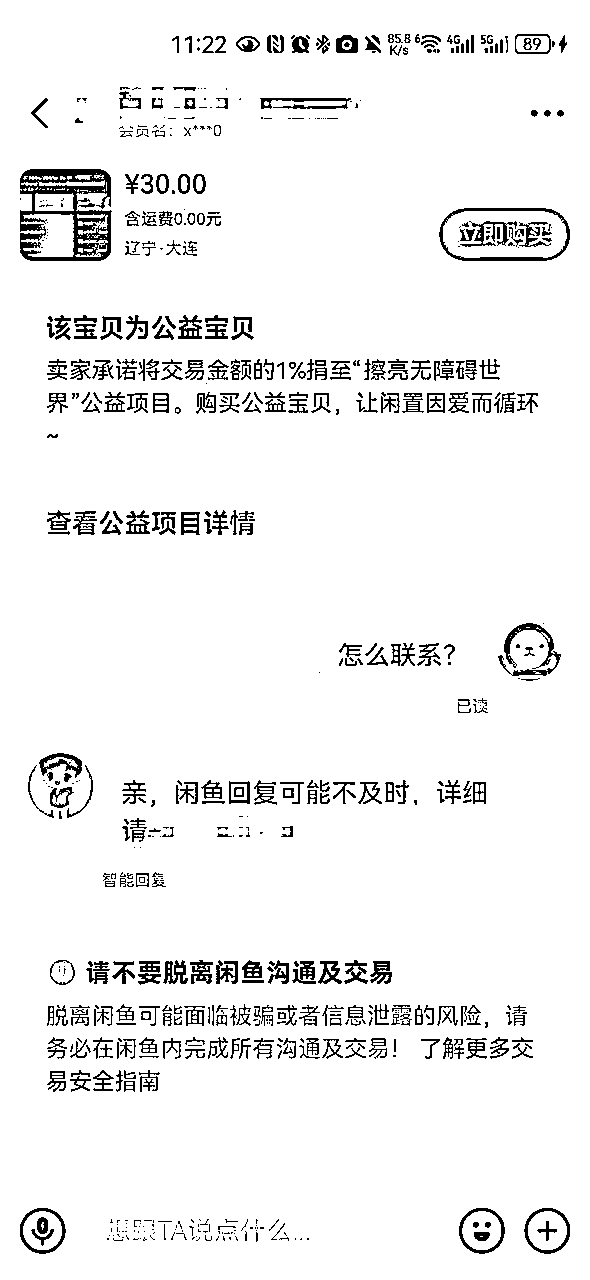 11:22
85.8 K/s
6
4G
5G
89
会员名：x***0
¥30.00
含运费0.00元
辽宁·大连
立即购买
该宝贝为公益宝贝
卖家承诺将交易金额的1%捐至“擦亮无障碍世
界”公益项目。购买公益宝贝，让闲置因爱而循环
~
查看公益项目详情
怎么联系？
已读
亲，闲鱼回复可能不及时，详细
请
智能回复
请不要脱离闲鱼沟通及交易
脱离闲鱼可能面临被骗或者信息泄露的风险，请
务必在闲鱼内完成所有沟通及交易！ 了解更多交
易安全指南
想跟TA说点什么...